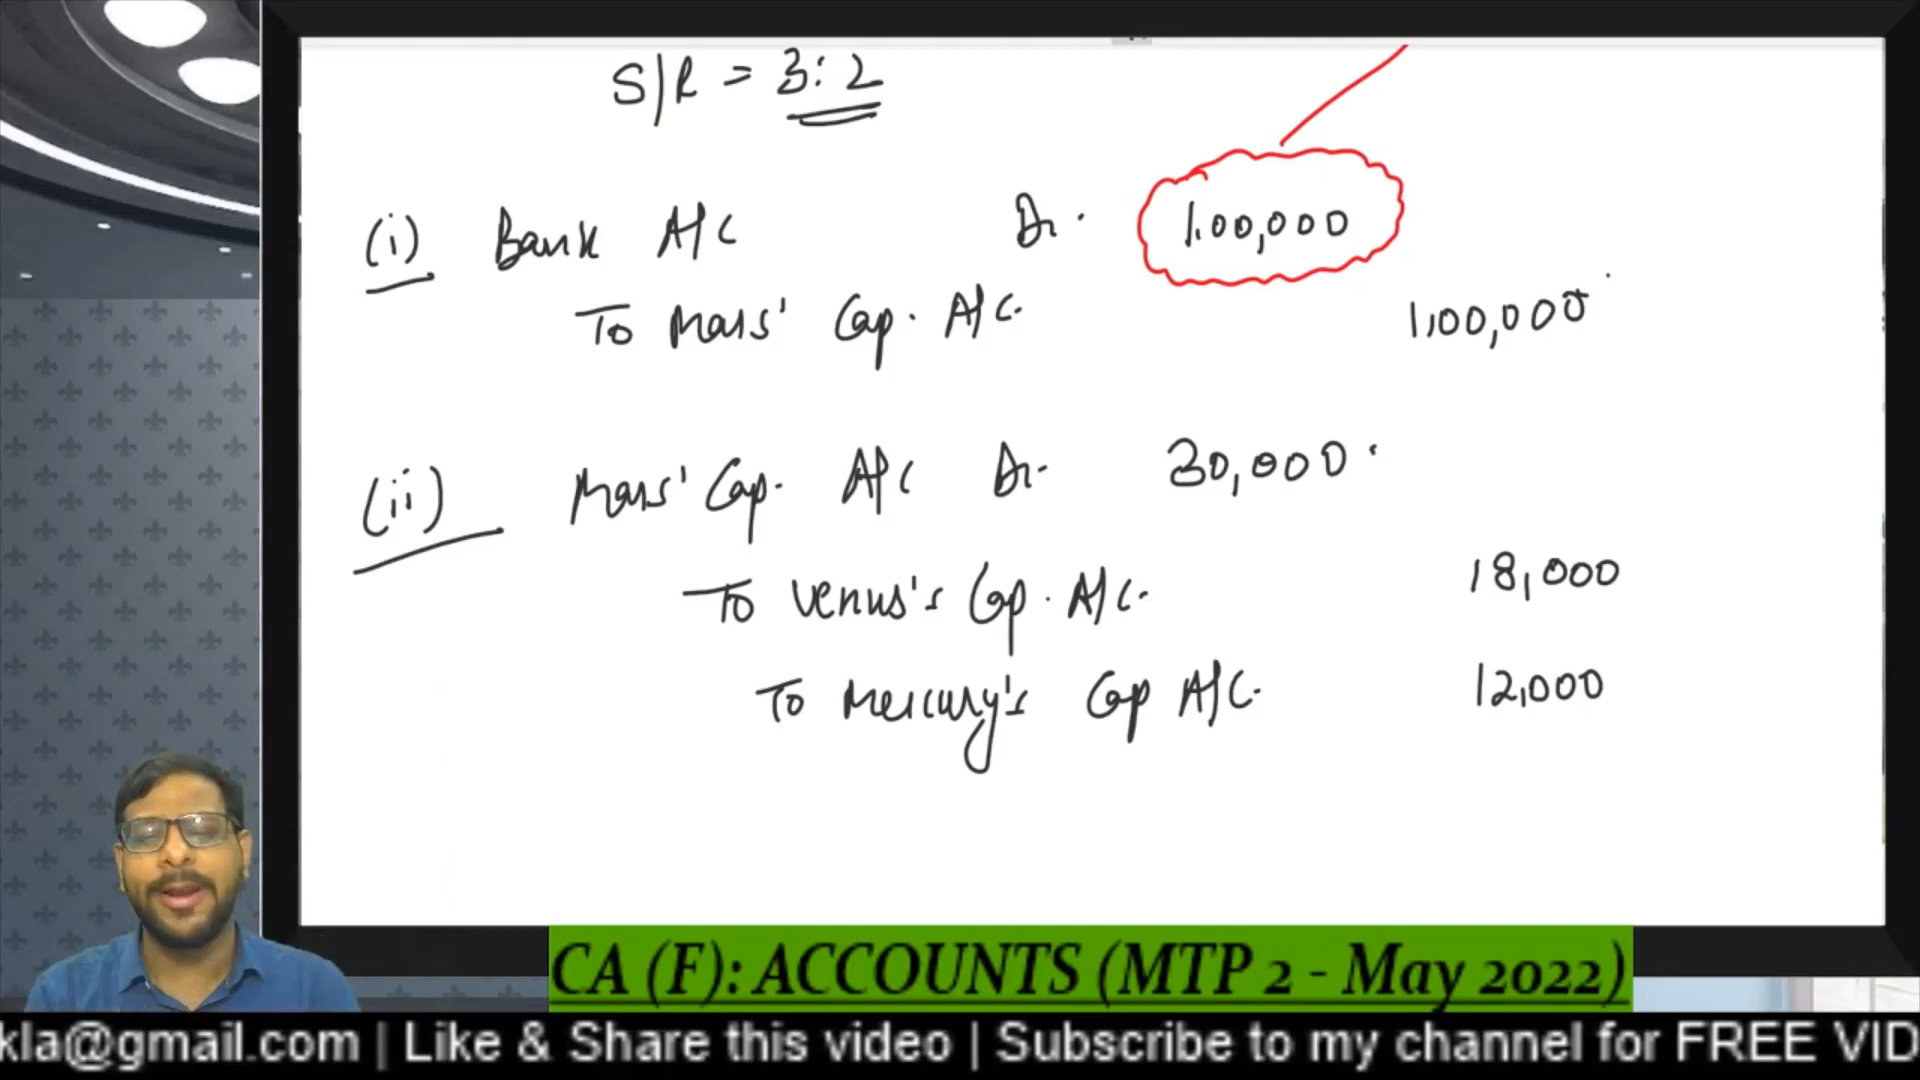 S/R = 3:2
(i) Bank A/C Dr. 1,00,000
To Mars' Cap. A/C. 1,00,000
(ii) Mars' Cap. A/C Dr. 30,000
To Venus's Cap. A/C. 18,000
To Mercury's Cap A/C. 12,000
CA (F): ACCOUNTS (MTP 2 - May 2022)
kla@gmail.com | Like & Share this video | Subscribe to my channel for FREE VID